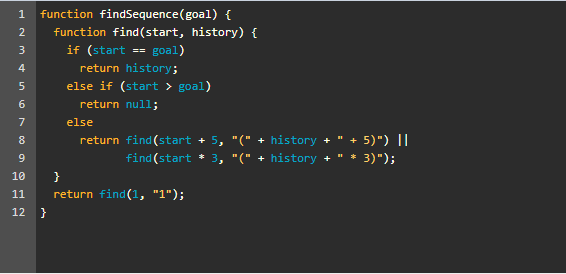 1 function findSequence(goal) {
2   function find(start, history) {
3     if (start == goal)
4       return history;
5     else if (start > goal)
6       return null;
7     else
8       return find(start + 5, "(" + history + " + 5)") ||
9              find(start * 3, "(" + history + " * 3)");
10   }
11   return find(1, "1");
12 }